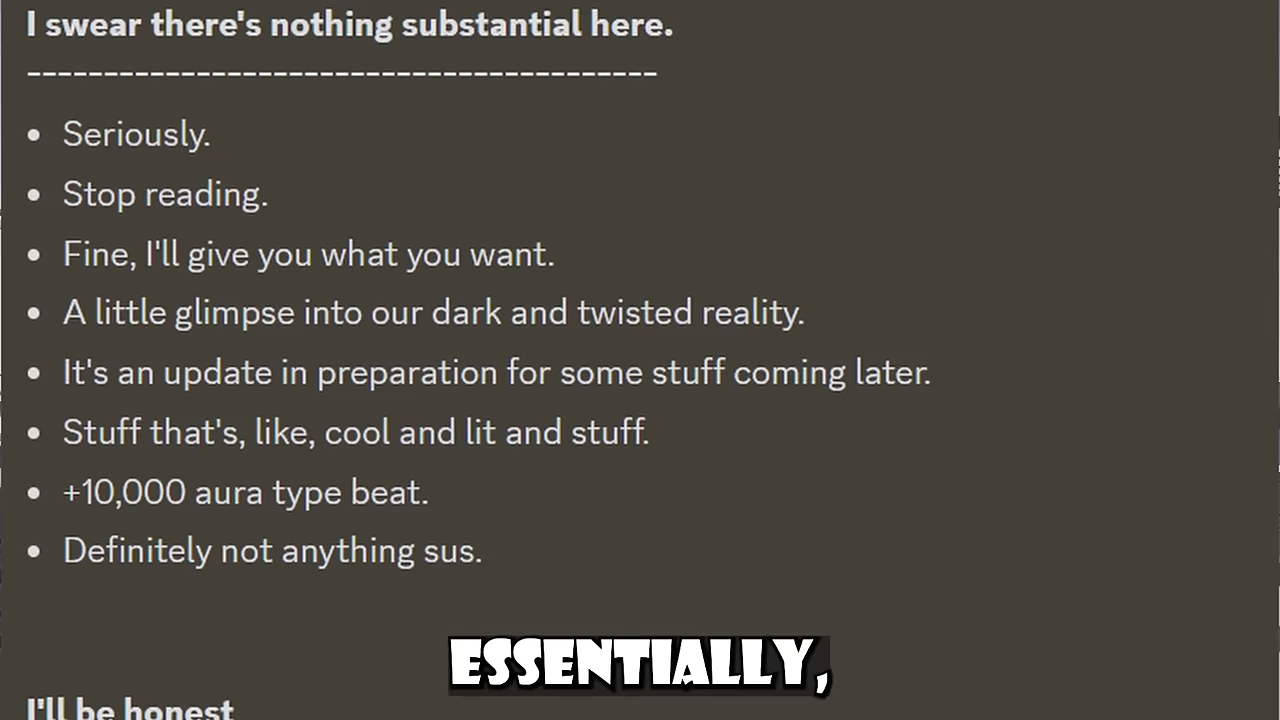 I swear there's nothing substantial here.
-----------------------------------------
• Seriously.
• Stop reading.
• Fine, I'll give you what you want.
• A little glimpse into our dark and twisted reality.
• It's an update in preparation for some stuff coming later.
• Stuff that's, like, cool and lit and stuff.
• +10,000 aura type beat.
• Definitely not anything sus.
ESSENTIALLY,
I'll be honest